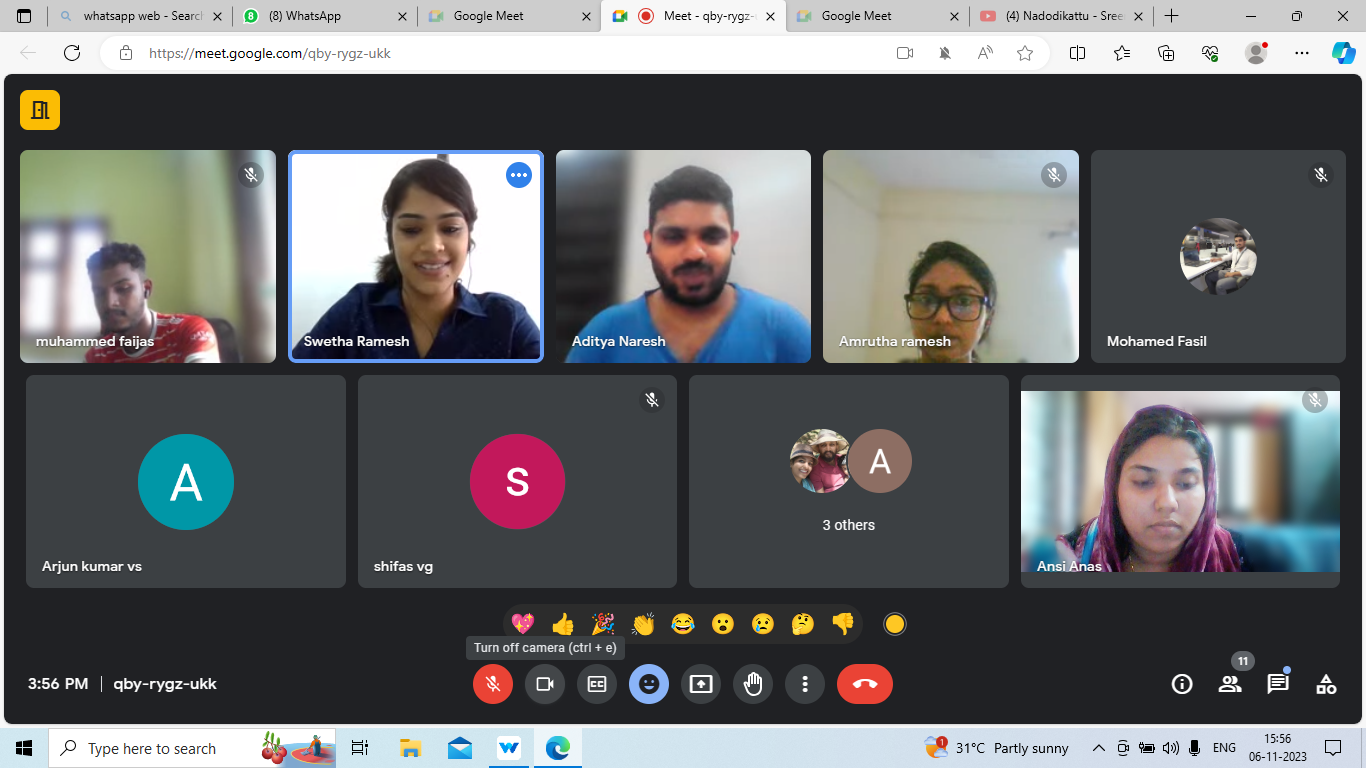 whatsapp web - Searc
(8) WhatsApp
Google Meet
Meet - qby-rygz-
Google Meet
(4) Nadodikattu - Sree
https://meet.google.com/qby-rygz-ukk
muhammed faijas
Swetha Ramesh
Aditya Naresh
Amrutha ramesh
Mohamed Fasil
A
Arjun kumar vs
s
shifas vg
A
3 others
Ansi Anas
Turn off camera (ctrl + e)
3:56 PM | qby-rygz-ukk
11
Type here to search
1
31°C Partly sunny
ENG
15:56
06-11-2023